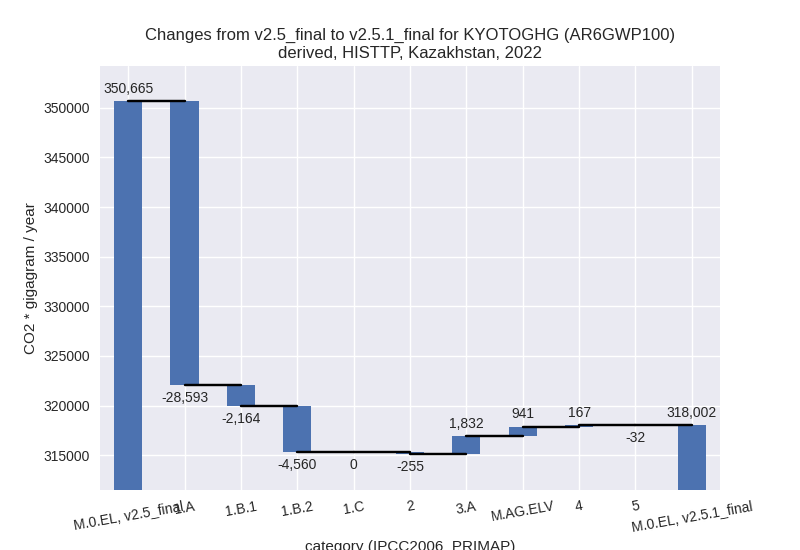 Changes from v2.5_final to v2.5.1_final for KYOTOGHG (AR6GWP100)
derived, HISTTP, Kazakhstan, 2022
CO2 * gigagram / year
350000
345000
340000
335000
330000
325000
320000
315000
350,665
-28,593
-2,164
-4,560
0
-255
1,832
941
167
-32
318,002
M.0.EL, v2.5_final
1.A
1.B.1
1.B.2
1.C
2
3.A
M.AG.ELV
4
5
M.0.EL, v2.5.1_final
category (IPCC2006_PRIMAP)